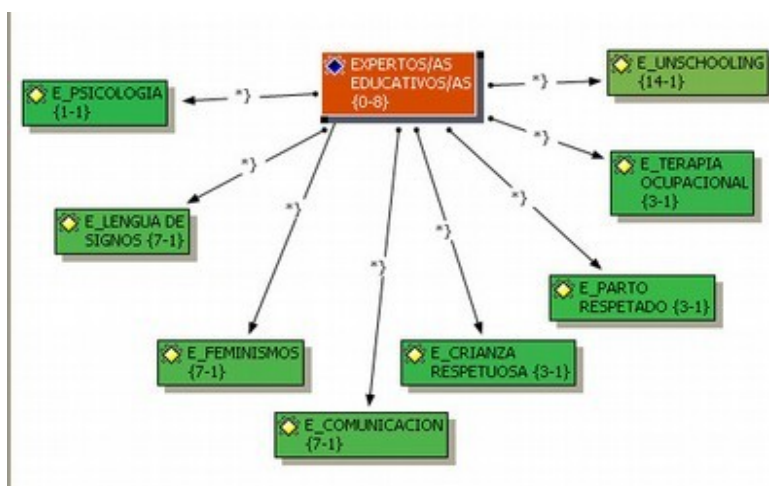 EXPERTOS/AS
EDUCATIVOS/AS
{0-8}
E_UNSCHOOLING
{14-1}
E_PSICOLOGIA
{1-1}
E_TERAPIA
OCUPACIONAL
{3-1}
E_LENGUA DE
SIGNOS {7-1}
E_PARTO
RESPETADO {3-1}
E_FEMINISMOS
{7-1}
E_CRIANZA
RESPETUOSA {3-1}
E_COMUNICACION
{7-1}
*}
*}
*}
*}
*}
*}
*}
*}